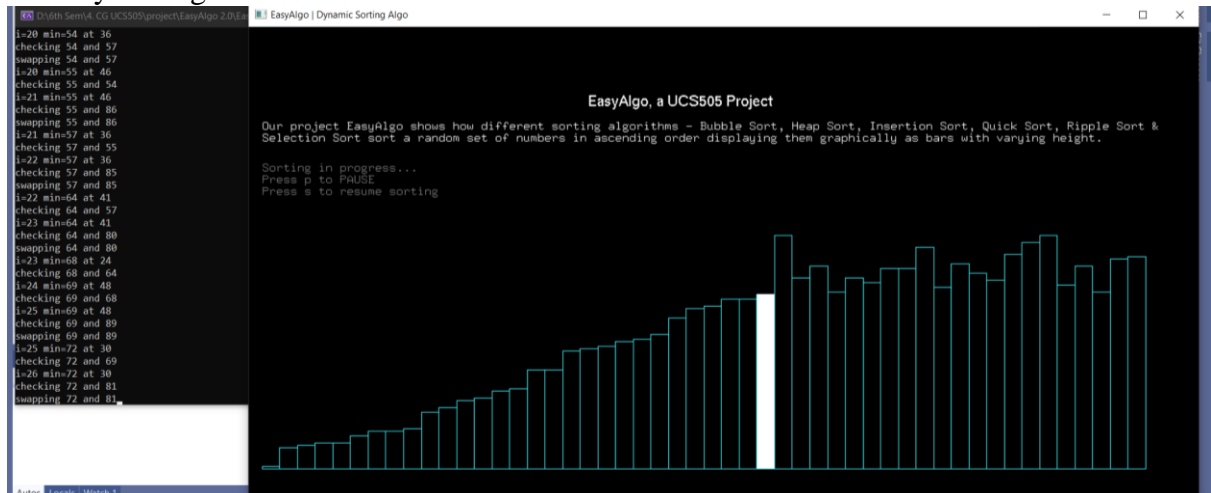 D:\6th Sem\4. CG UCS505\project\EasyAlgo 2.0\Eas
EasyAlgo | Dynamic Sorting Algo
i=20 min=54 at 36
checking 54 and 57
swapping 54 and 57
i=20 min=55 at 46
checking 55 and 54
i=21 min=55 at 46
checking 55 and 86
swapping 55 and 86
i=21 min=57 at 36
checking 57 and 55
i=22 min=57 at 36
checking 57 and 85
swapping 57 and 85
i=22 min=64 at 41
checking 64 and 57
i=23 min=64 at 41
checking 64 and 80
swapping 64 and 80
i=23 min=68 at 24
checking 68 and 64
i=24 min=69 at 48
checking 69 and 68
i=25 min=69 at 48
checking 69 and 89
swapping 69 and 89
i=25 min=72 at 30
checking 72 and 69
i=26 min=72 at 30
checking 72 and 81
swapping 72 and 81
EasyAlgo, a UCS505 Project
Our project EasyAlgo shows how different sorting algorithms - Bubble Sort, Heap Sort, Insertion Sort, Quick Sort, Ripple Sort &
Selection Sort sort a random set of numbers in ascending order displaying them graphically as bars with varying height.
Sorting in progress...
Press p to PAUSE
Press s to resume sorting
Autos Locals Watch 1